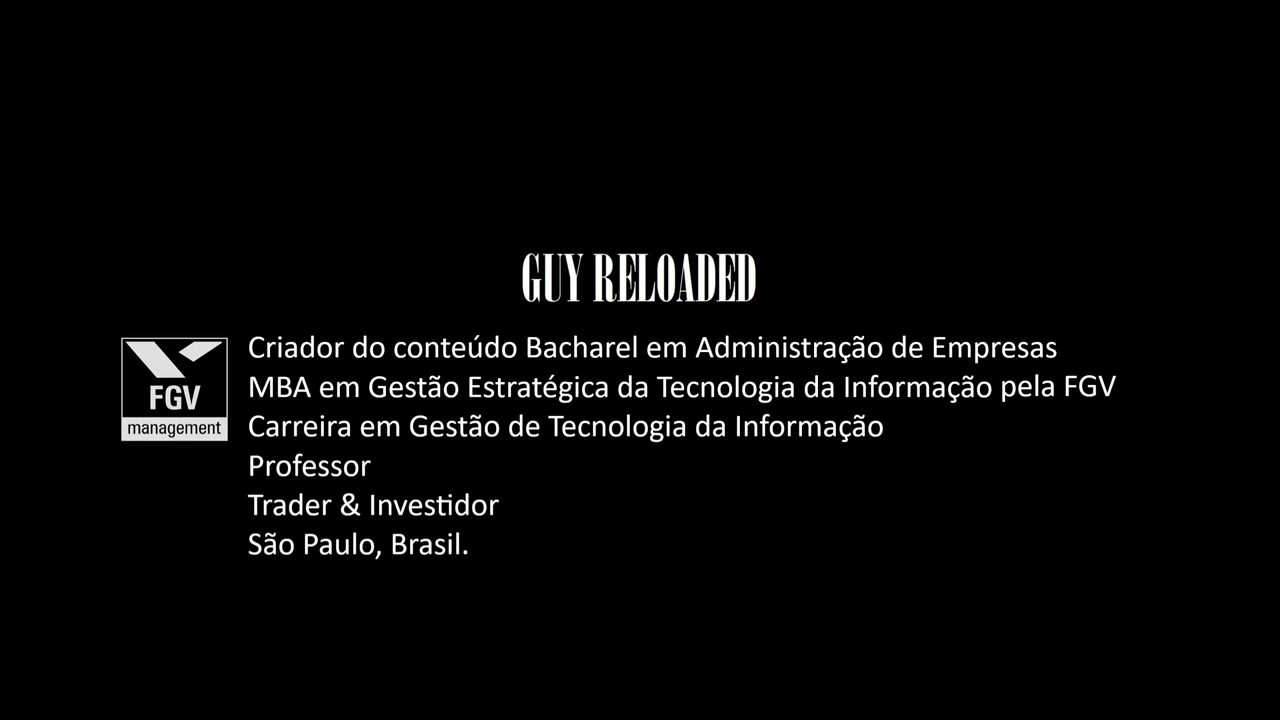 GUY RELOADED
Criador do conteúdo Bacharel em Administração de Empresas
MBA em Gestão Estratégica da Tecnologia da Informação pela FGV
Carreira em Gestão de Tecnologia da Informação
Professor
Trader & Investidor
São Paulo, Brasil.
FGV
management